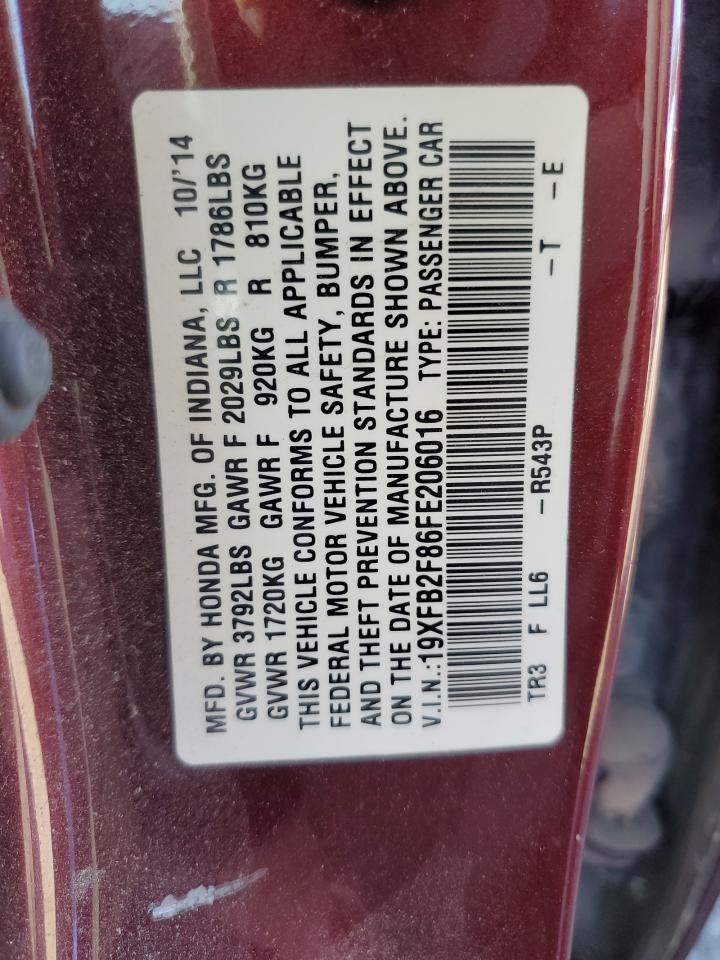 MFD. BY HONDA MFG. OF INDIANA, LLC 10/'14
GVWR 3792LBS GAWR F 2029LBS R 1786LBS
GVWR 1720KG GAWR F 920KG R 810KG
THIS VEHICLE CONFORMS TO ALL APPLICABLE
FEDERAL MOTOR VEHICLE SAFETY, BUMPER,
AND THEFT PREVENTION STANDARDS IN EFFECT
ON THE DATE OF MANUFACTURE SHOWN ABOVE.
V.I.N.:19XFB2F86FE206016 TYPE: PASSENGER CAR
TR3 F LL6 -R543P -T -E